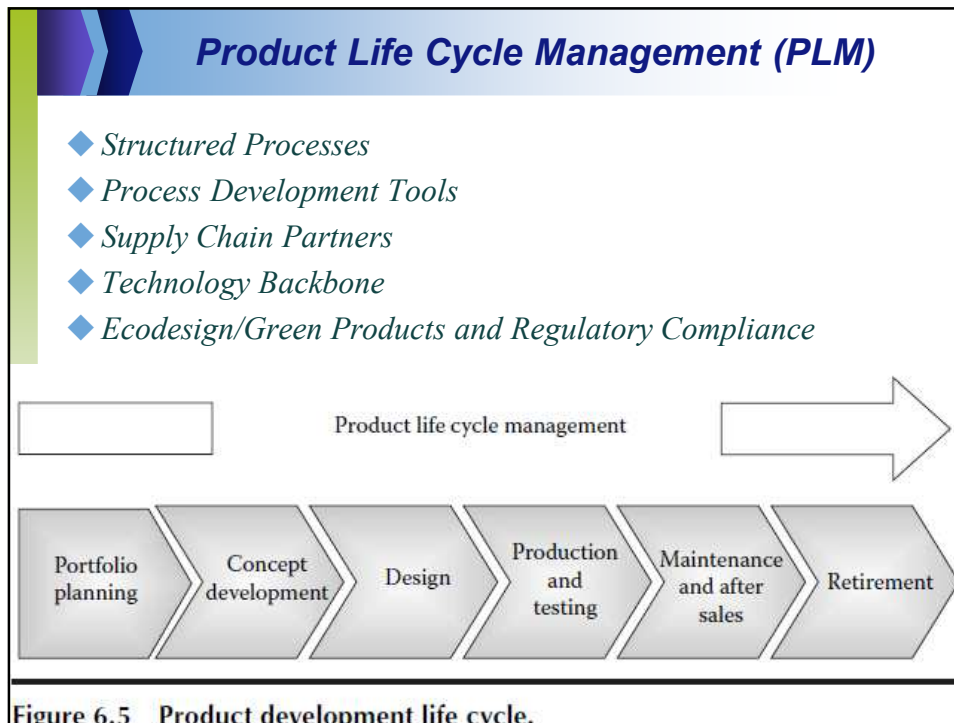 Product Life Cycle Management (PLM)
Structured Processes
Process Development Tools
Supply Chain Partners
Technology Backbone
Ecodesign/Green Products and Regulatory Compliance
Product life cycle management
Portfolio
planning
Concept
development
Design
Production
and
testing
Maintenance
and after
sales
Retirement
Figure 6.5 Product development life cycle.